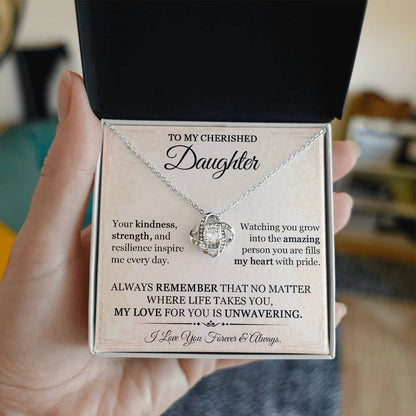 TO MY CHERISHED
Daughter
Your kindness,
strength, and
resilience inspire
me every day.
Watching you grow
into the amazing
person you are fills
my heart with pride.
ALWAYS REMEMBER THAT NO MATTER
WHERE LIFE TAKES YOU,
MY LOVE FOR YOU IS UNWAVERING.
I Love You Forever & Always,